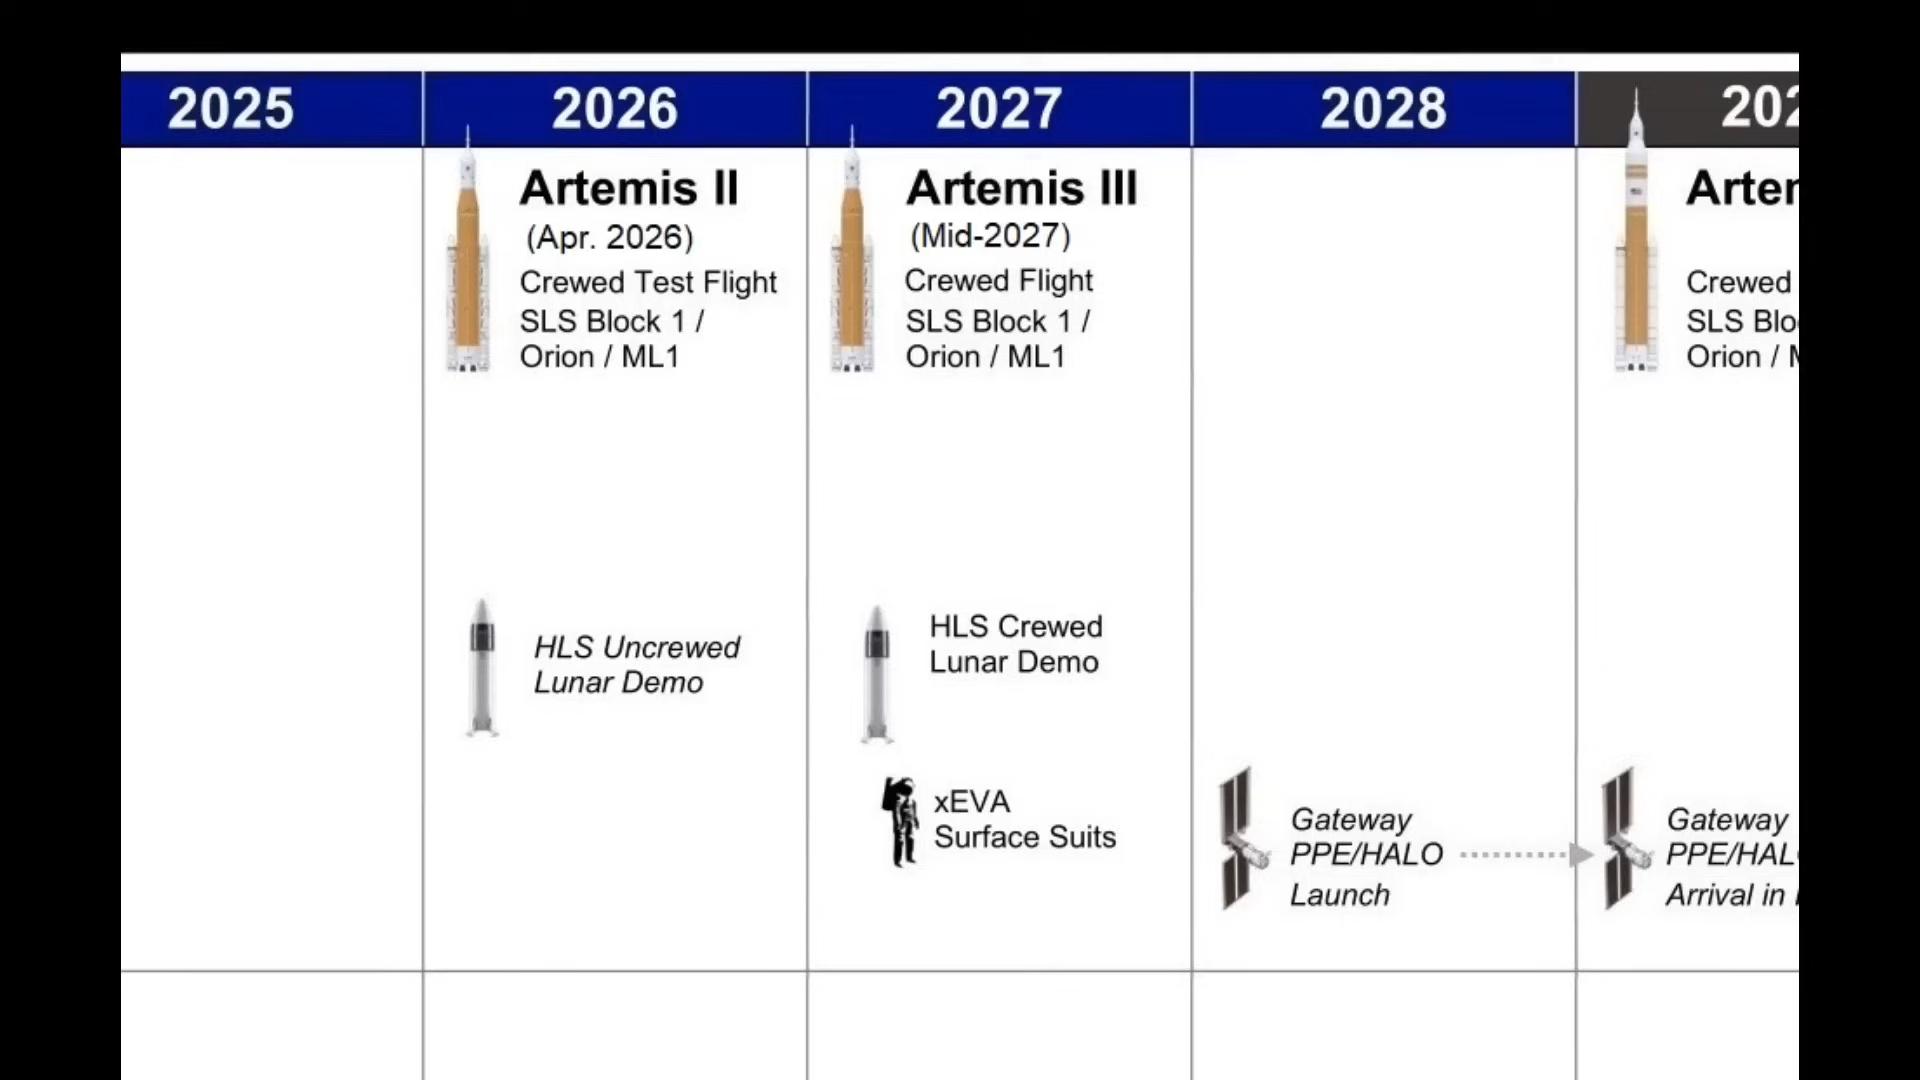 2025
2026
2027
2028
Artemis II
(Apr. 2026)
Crewed Test Flight
SLS Block 1 /
Orion / ML1
HLS Uncrewed
Lunar Demo
Artemis III
(Mid-2027)
Crewed Flight
SLS Block 1 /
Orion / ML1
HLS Crewed
Lunar Demo
xEVA
Surface Suits
Gateway
PPE/HALO
Launch
Crewed
Orion /
Gateway
Arrival in